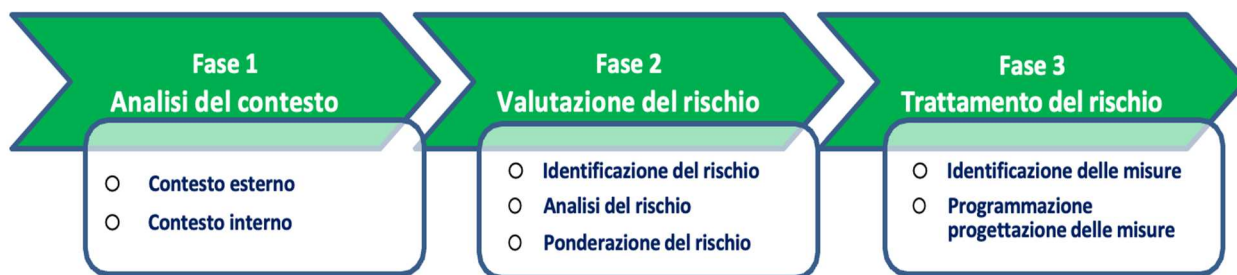 Fase 1
Analisi del contesto
Contesto esterno
Contesto interno
Fase 2
Valutazione del rischio
Identificazione del rischio
Analisi del rischio
Ponderazione del rischio
Fase 3
Trattamento del rischio
Identificazione delle misure
Programmazione
progettazione delle misure